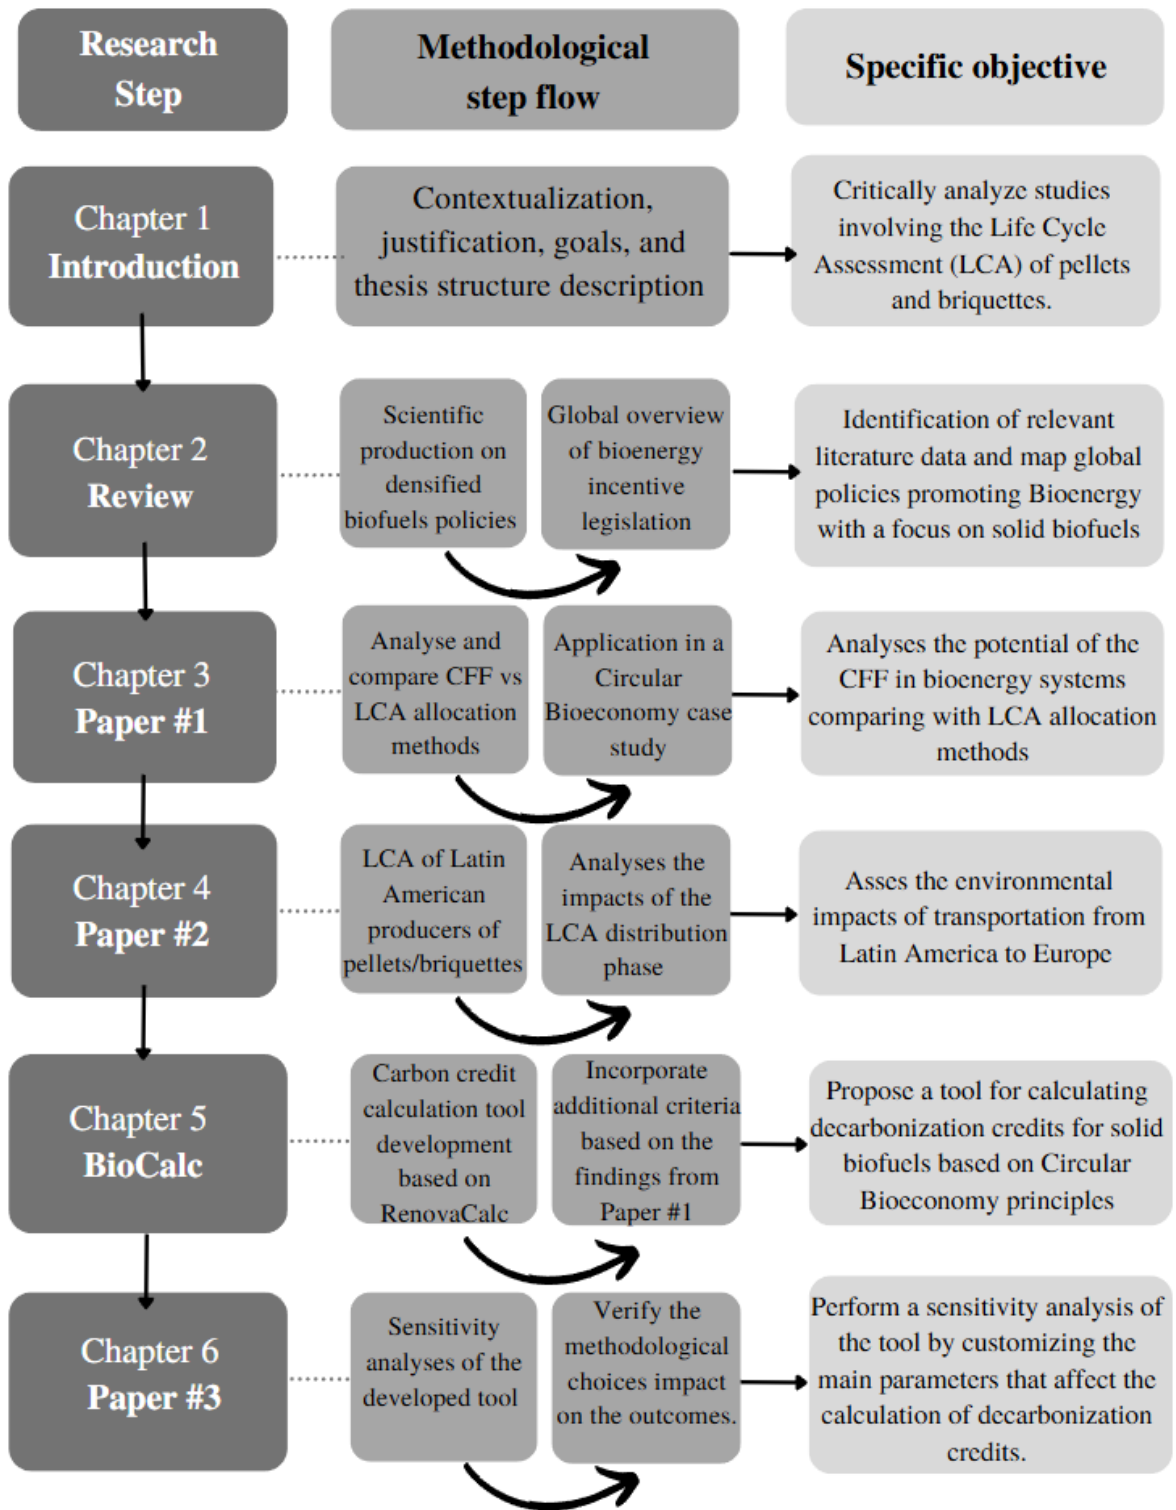 Research
Step
Methodological
step flow
Specific objective
Chapter 1
Introduction
Contextualization,
justification, goals, and
thesis structure description
Critically analyze studies
involving the Life Cycle
Assessment (LCA) of pellets
and briquettes.
Chapter 2
Review
Scientific
production on
densified
biofuels policies
Global overview
of bioenergy
incentive
legislation
Identification of relevant
literature data and map global
policies promoting Bioenergy
with a focus on solid biofuels
Chapter 3
Paper #1
Analyse and
compare CFF vs
LCA allocation
methods
Application in a
Circular
Bioeconomy case
study
Analyses the potential of the
CFF in bioenergy systems
comparing with LCA allocation
methods
Chapter 4
Paper #2
LCA of Latin
American
producers of
pellets/briquettes
Analyses the
impacts of the
LCA distribution
phase
Asses the environmental
impacts of transportation from
Latin America to Europe
Chapter 5
BioCalc
Carbon credit
calculation tool
development
based on
RenovaCalc
Incorporate
additional criteria
based on the
findings from
Paper #1
Propose a tool for calculating
decarbonization credits for solid
biofuels based on Circular
Bioeconomy principles
Chapter 6
Paper #3
Sensitivity
analyses of the
developed tool
Verify the
methodological
choices impact
on the outcomes.
Perform a sensitivity analysis of
the tool by customizing the
main parameters that affect the
calculation of decarbonization
credits.